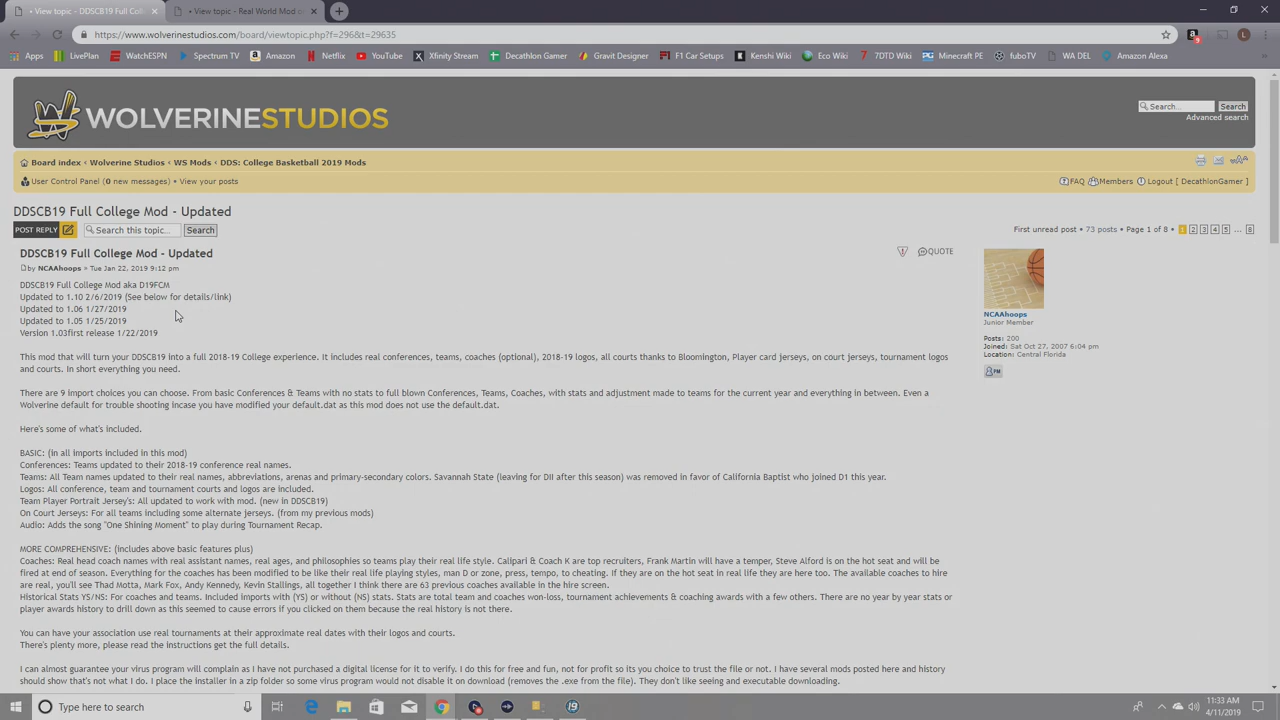 View topic - DDSCB19 Full Colle
View topic - Real World Mod c
https://www.wolverinestudios.com/board/viewtopic.php?f=296&t=29635
Apps LivePlan WatchESPN Spectrum TV Amazon Netflix YouTube Xfinity Stream Decathlon Gamer Gravit Designer F1 Car Setups Kenshi Wiki Eco Wiki 7DTD Wiki Minecraft PE fuboTV WA DEL Amazon Alexa
WOLVERINESTUDIOS
Search... Search
Advanced search
Board index ‹ Wolverine Studios ‹ WS Mods ‹ DDS: College Basketball 2019 Mods
User Control Panel (0 new messages) • View your posts
FAQ Members Logout [ DecathlonGamer ]
DDSCB19 Full College Mod - Updated
POST REPLY Search this topic... Search
First unread post • 73 posts • Page 1 of 8 • 1 2 3 4 5 ... 8
DDSCB19 Full College Mod - Updated
QUOTE
by NCAAhoops » Tue Jan 22, 2019 9:12 pm
DDSCB19 Full College Mod aka D19FCM
Updated to 1.10 2/6/2019 (See below for details/link)
Updated to 1.06 1/27/2019
Updated to 1.05 1/25/2019
Version 1.03first release 1/22/2019
NCAAhoops
Junior Member
Posts: 200
Joined: Sat Oct 27, 2007 6:04 pm
Location: Central Florida
PM
This mod that will turn your DDSCB19 into a full 2018-19 College experience. It includes real conferences, teams, coaches (optional), 2018-19 logos, all courts thanks to Bloomington, Player card jerseys, on court jerseys, tournament logos
and courts. In short everything you need.
There are 9 import choices you can choose. From basic Conferences & Teams with no stats to full blown Conferences, Teams, Coaches, with stats and adjustment made to teams for the current year and everything in between. Even a
Wolverine default for trouble shooting incase you have modified your default.dat as this mod does not use the default.dat.
Here's some of what's included.
BASIC: (in all imports included in this mod)
Conferences: Teams updated to their 2018-19 conference real names.
Teams: All Team names updated to their real names, abbreviations, arenas and primary-secondary colors. Savannah State (leaving for DII after this season) was removed in favor of California Baptist who joined D1 this year.
Logos: All conference, team and tournament courts and logos are included.
Team Player Portrait Jersey's: All updated to work with mod. (new in DDSCB19)
On Court Jerseys: For all teams including some alternate jerseys. (from my previous mods)
Audio: Adds the song "One Shining Moment" to play during Tournament Recap.
MORE COMPREHENSIVE: (includes above basic features plus)
Coaches: Real head coach names with real assistant names, real ages, and philosophies so teams play their real life style. Calipari & Coach K are top recruiters, Frank Martin will have a temper, Steve Alford is on the hot seat and will be
fired at end of season. Everything for the coaches has been modified to be like their real life playing styles, man D or zone, press, tempo, to cheating. If they are on the hot seat in real life they are here too. The available coaches to hire
are real, you'll see Thad Motta, Mark Fox, Andy Kennedy, Kevin Stallings, all together I think there are 63 previous coaches available in the hire screen.
Historical Stats YS/NS: For coaches and teams. Included imports with (YS) or without (NS) stats. Stats are total team and coaches won-loss, tournament achievements & coaching awards with a few others. There are no year by year stats or
player awards history to drill down as this seemed to cause errors if you clicked on them because the real history is not there.
You can have your association use real tournaments at their approximate real dates with their logos and courts.
There's plenty more, please read the instructions get the full details.
I can almost guarantee your virus program will complain as I have not purchased a digital license for it to verify. I do this for free and fun, not for profit so its you choice to trust the file or not. I have several mods posted here and history
should show that's not what I do. I place the installer in a zip folder so some virus program would not disable it on download (removes the .exe from the file). They don't like seeing and executable downloading.
Type here to search
11:33 AM
4/11/2019